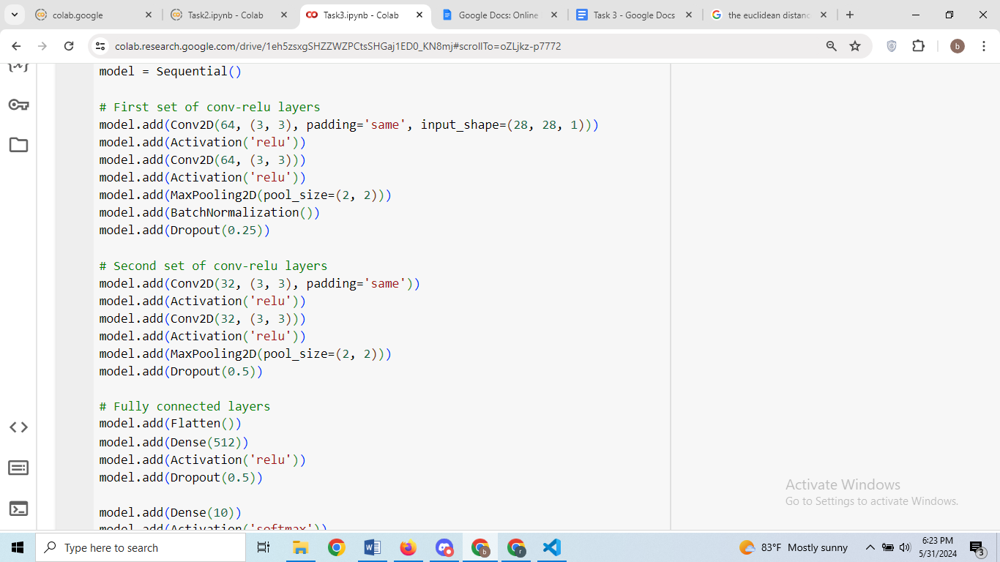 colab.google
Task2.ipynb - Colab
Task3.ipynb - Colab
Google Docs: Online
Task 3 - Google Docs
the euclidean distanc
colab.research.google.com/drive/1eh5zsxgSHZZWZPCtsSHGaj1ED0_KN8mj#scrollTo=oZLjkz-p7772
b
{x}
model = Sequential()
# First set of conv-relu layers
model.add(Conv2D(64, (3, 3), padding='same', input_shape=(28, 28, 1)))
model.add(Activation('relu'))
model.add(Conv2D(64, (3, 3)))
model.add(Activation('relu'))
model.add(MaxPooling2D(pool_size=(2, 2)))
model.add(BatchNormalization())
model.add(Dropout(0.25))
# Second set of conv-relu layers
model.add(Conv2D(32, (3, 3), padding='same'))
model.add(Activation('relu'))
model.add(Conv2D(32, (3, 3)))
model.add(Activation('relu'))
model.add(MaxPooling2D(pool_size=(2, 2)))
model.add(Dropout(0.5))
# Fully connected layers
model.add(Flatten())
model.add(Dense(512))
model.add(Activation('relu'))
model.add(Dropout(0.5))
model.add(Dense(10))
model.add(Activation('softmax'))
Activate Windows
Go to Settings to activate Windows.
Type here to search
b
r
83°F Mostly sunny
6:23 PM
5/31/2024
3